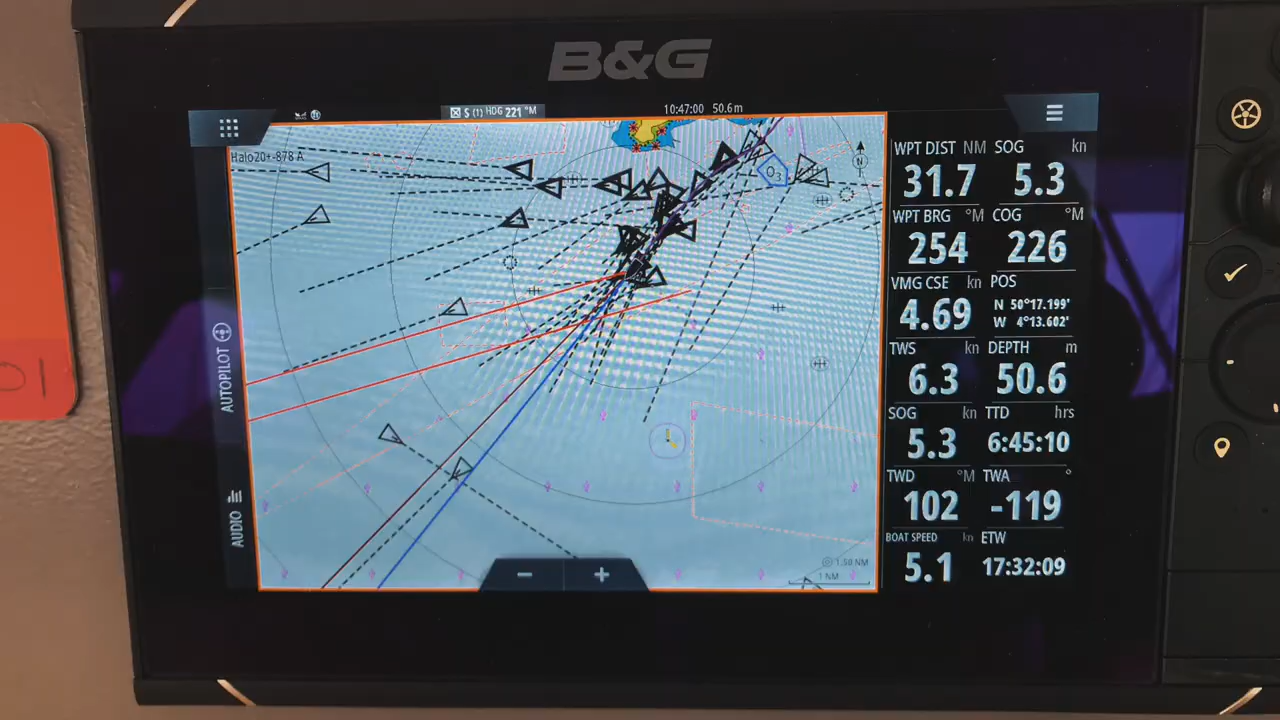 B&G
S (1) HDG 221 °M
10:47:00 50.6 m
Halo20+-878 A
N
O3
AUTOPILOT
AUDIO
1.50 NM
1 NM
WPT DIST NM SOG kn
31.7 5.3
WPT BRG °M COG °M
254 226
VMG CSE kn POS
4.69 N 50°17.199'
W 4°13.602'
TWS kn DEPTH m
6.3 50.6
SOG kn TTD hrs
5.3 6:45:10
TWD °M TWA °
102 -119
BOAT SPEED kn ETW
5.1 17:32:09
01